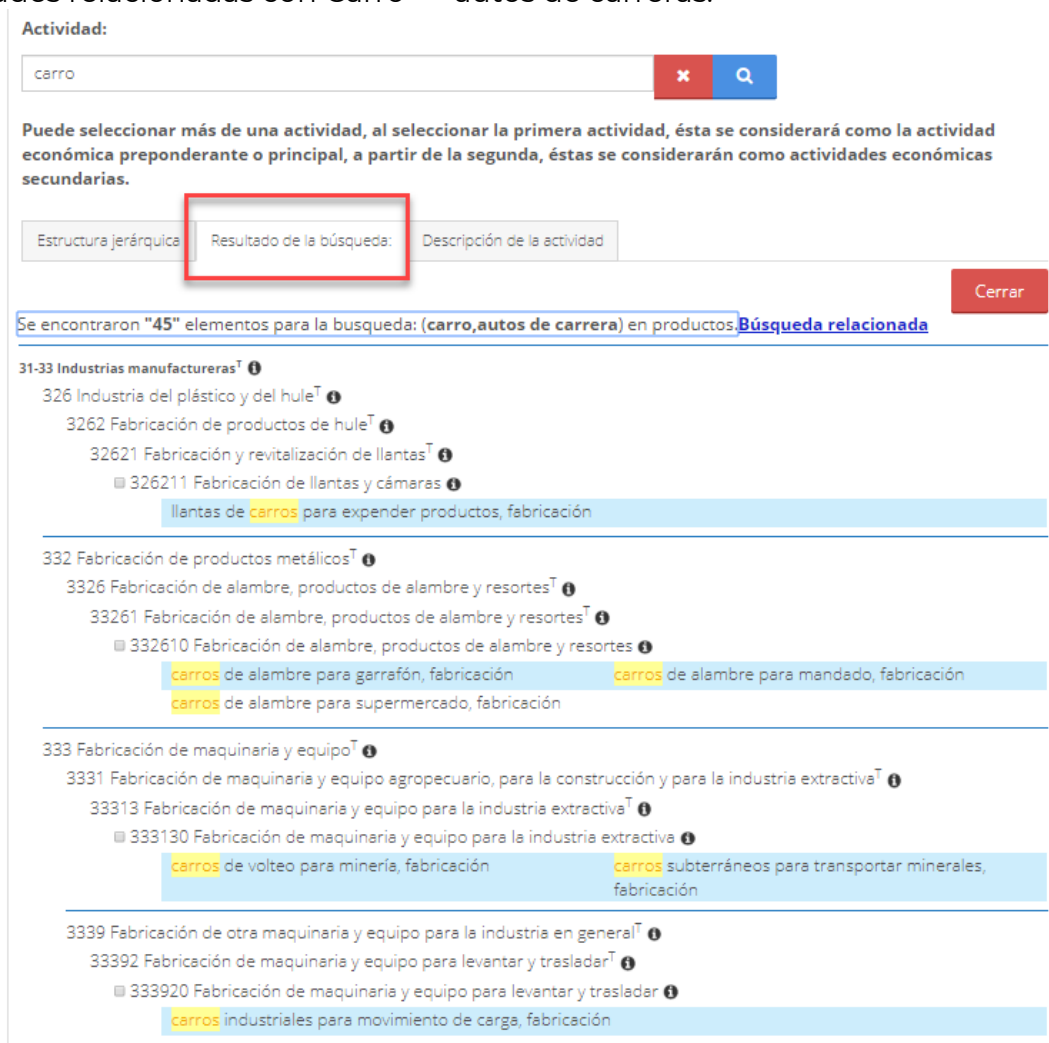 Actividad:
carro
Puede seleccionar más de una actividad, al seleccionar la primera actividad, ésta se considerará como la actividad
económica preponderante o principal, a partir de la segunda, éstas se considerarán como actividades económicas
secundarias.
Estructura jerárquica Resultado de la búsqueda: Descripción de la actividad
Cerrar
Se encontraron "45" elementos para la busqueda: (carro,autos de carrera) en productos.Búsqueda relacionada
31-33 Industrias manufacturerasᵀ
326 Industria del plástico y del huleᵀ
3262 Fabricación de productos de huleᵀ
32621 Fabricación y revitalización de llantasᵀ
326211 Fabricación de llantas y cámaras
llantas de carros para expender productos, fabricación
332 Fabricación de productos metálicosᵀ
3326 Fabricación de alambre, productos de alambre y resortesᵀ
33261 Fabricación de alambre, productos de alambre y resortesᵀ
332610 Fabricación de alambre, productos de alambre y resortes
carros de alambre para garrafón, fabricación carros de alambre para mandado, fabricación
carros de alambre para supermercado, fabricación
333 Fabricación de maquinaria y equipoᵀ
3331 Fabricación de maquinaria y equipo agropecuario, para la construcción y para la industria extractivaᵀ
33313 Fabricación de maquinaria y equipo para la industria extractivaᵀ
333130 Fabricación de maquinaria y equipo para la industria extractiva
carros de volteo para minería, fabricación carros subterráneos para transportar minerales,
fabricación
3339 Fabricación de otra maquinaria y equipo para la industria en generalᵀ
33392 Fabricación de maquinaria y equipo para levantar y trasladarᵀ
333920 Fabricación de maquinaria y equipo para levantar y trasladar
carros industriales para movimiento de carga, fabricación